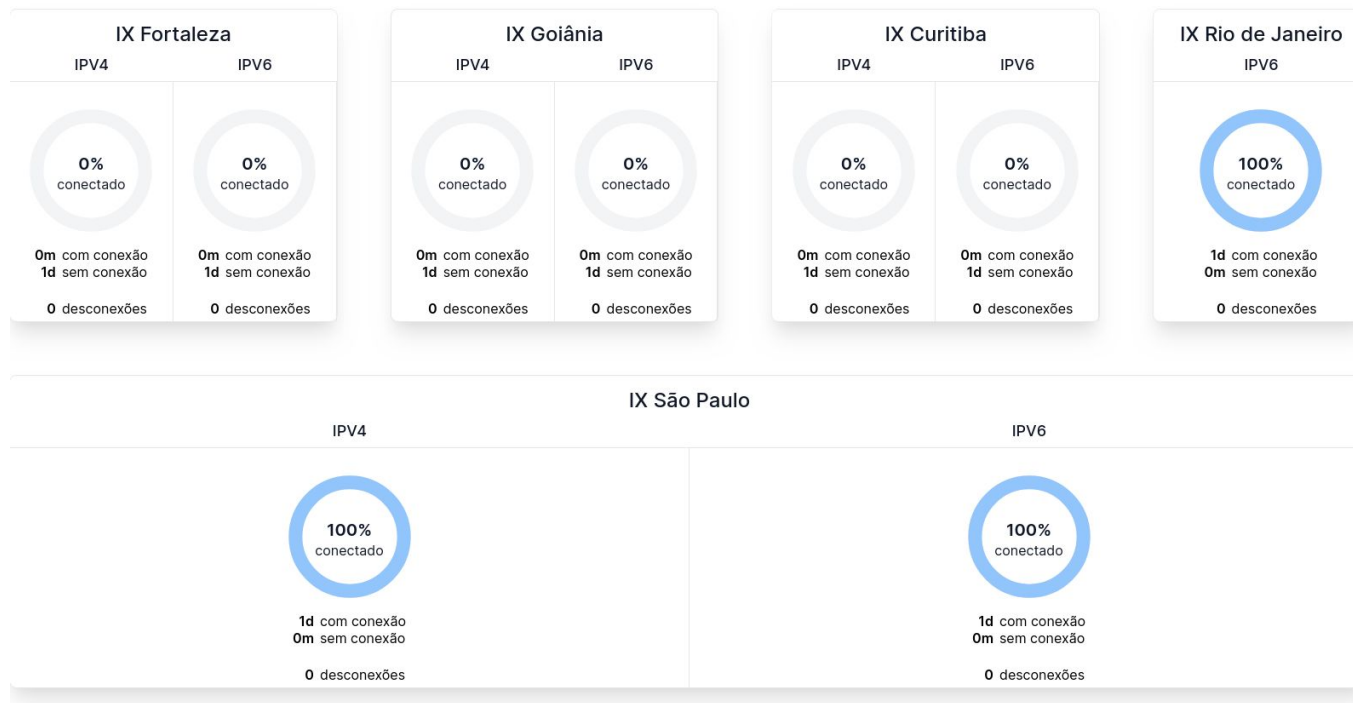 IX Fortaleza
IPV4 IPV6
0% 0%
conectado conectado
0m com conexão 0m com conexão
1d sem conexão 1d sem conexão
0 desconexões 0 desconexões
IX Goiânia
IPV4 IPV6
0% 0%
conectado conectado
0m com conexão 0m com conexão
1d sem conexão 1d sem conexão
0 desconexões 0 desconexões
IX Curitiba
IPV4 IPV6
0% 0%
conectado conectado
0m com conexão 0m com conexão
1d sem conexão 1d sem conexão
0 desconexões 0 desconexões
IX Rio de Janeiro
IPV6
100%
conectado
1d com conexão
0m sem conexão
0 desconexões
IX São Paulo
IPV4 IPV6
100% 100%
conectado conectado
1d com conexão 1d com conexão
0m sem conexão 0m sem conexão
0 desconexões 0 desconexões